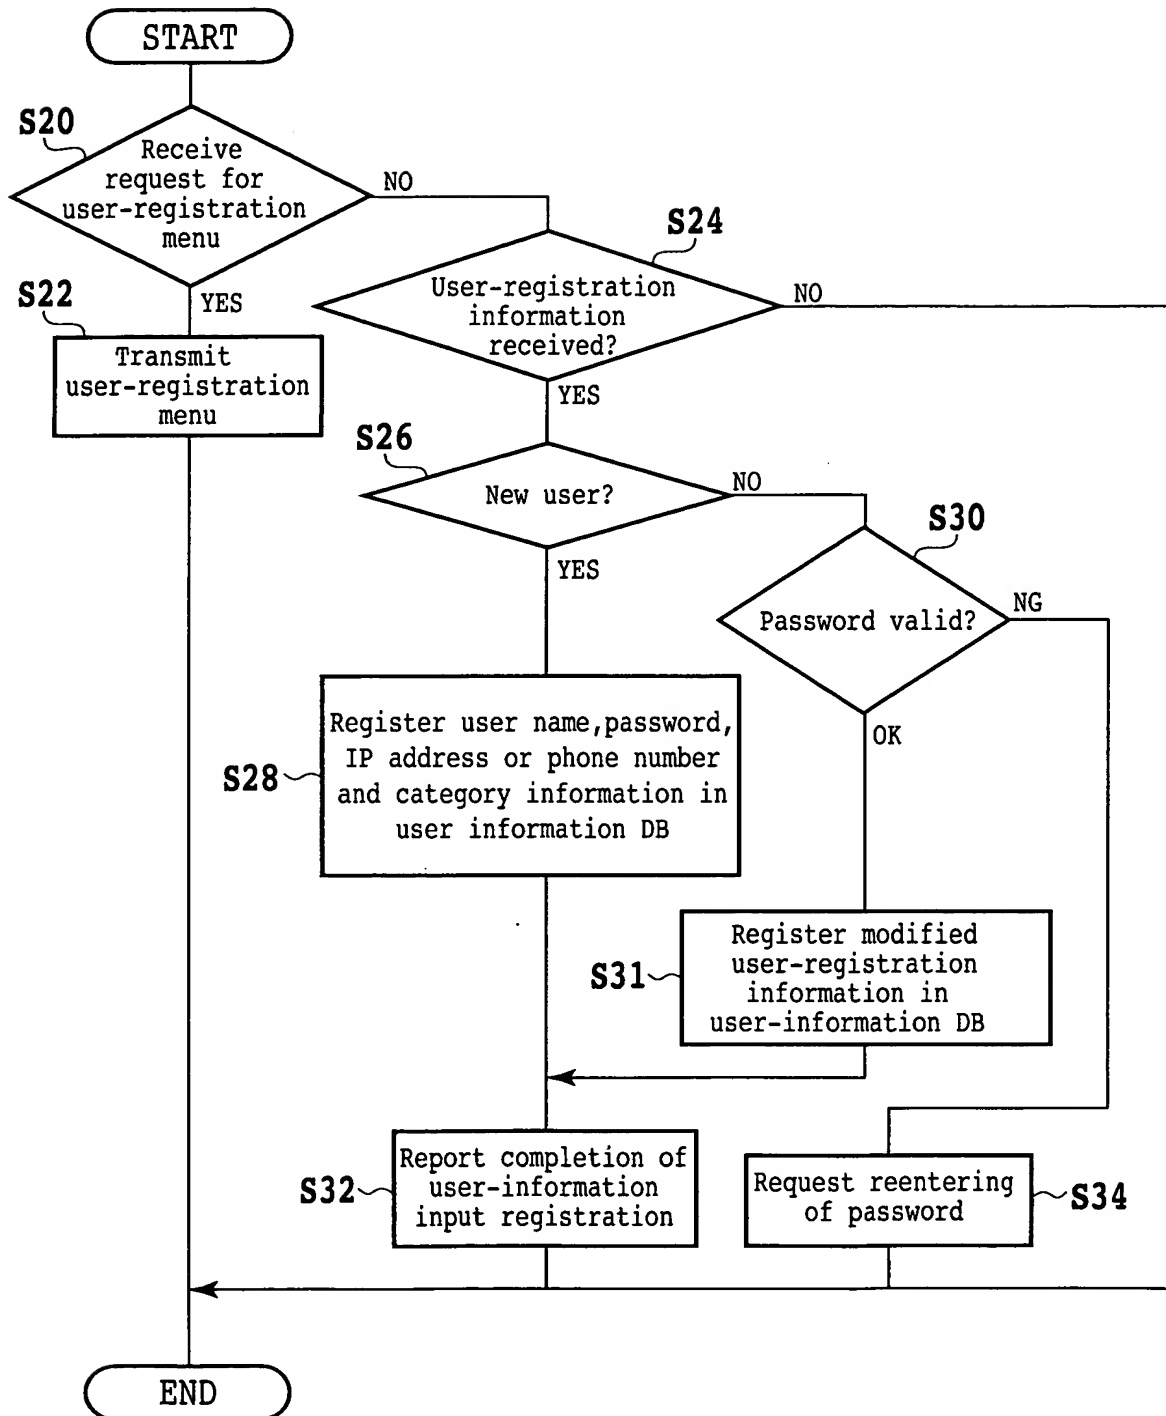 START
S20
Receive
request for
user-registration
menu
NO
S24
User-registration
information
received?
NO
S22
YES
Transmit
user-registration
menu
YES
S26
New user?
NO
S30
YES
Password valid?
NG
OK
S28
Register user name,password,
IP address or phone number
and category information in
user information DB
S31
Register modified
user-registration
information in
user-information DB
S32
Report completion of
user-information
input registration
Request reentering
of password
S34
END